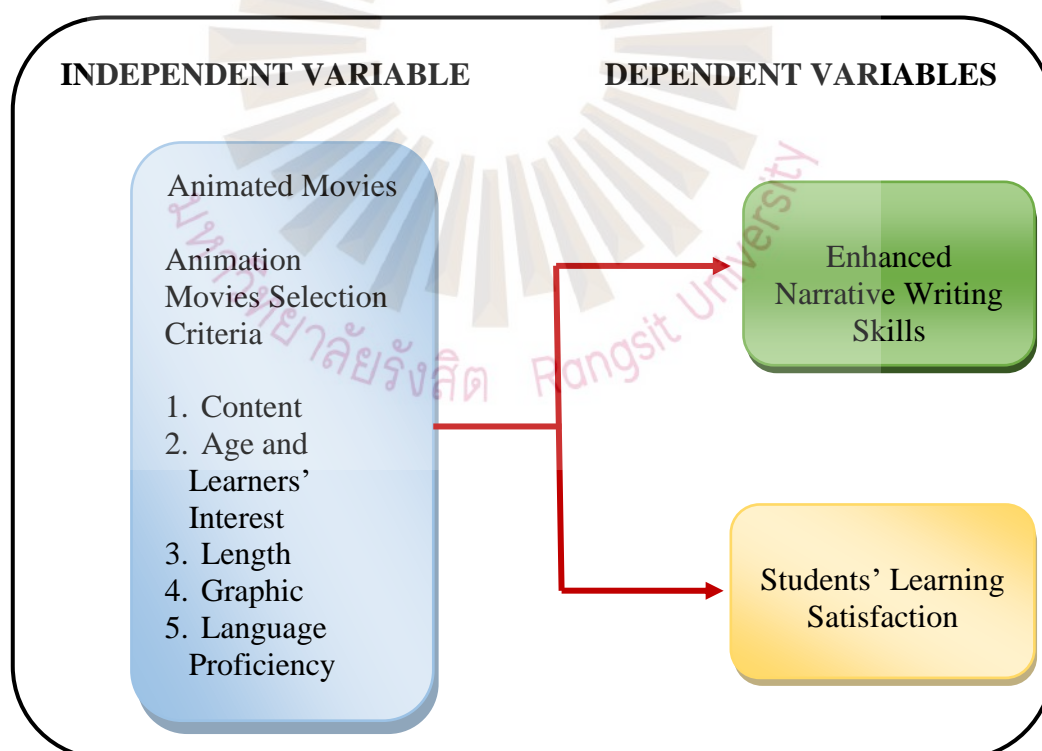 INDEPENDENT VARIABLE
DEPENDENT VARIABLES
Animated Movies
Animation
Movies Selection
Criteria
1. Content
2. Age and
Learners’
Interest
3. Length
4. Graphic
5. Language
Proficiency
Enhanced
Narrative Writing
Skills
Students’ Learning
Satisfaction
มหาวิทยาลัยรังสิต Rangsit University